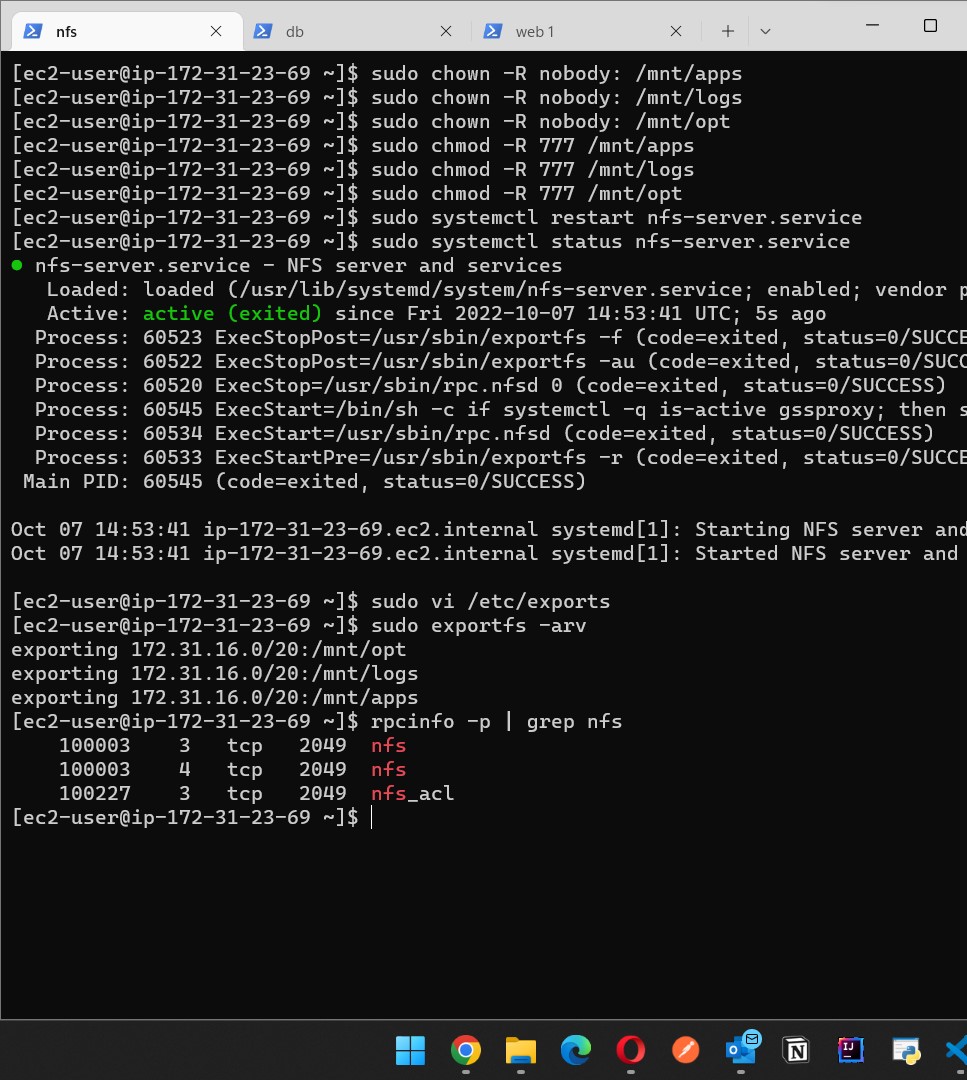 nfs
db
web 1
[ec2-user@ip-172-31-23-69 ~]$ sudo chown -R nobody: /mnt/apps
[ec2-user@ip-172-31-23-69 ~]$ sudo chown -R nobody: /mnt/logs
[ec2-user@ip-172-31-23-69 ~]$ sudo chown -R nobody: /mnt/opt
[ec2-user@ip-172-31-23-69 ~]$ sudo chmod -R 777 /mnt/apps
[ec2-user@ip-172-31-23-69 ~]$ sudo chmod -R 777 /mnt/logs
[ec2-user@ip-172-31-23-69 ~]$ sudo chmod -R 777 /mnt/opt
[ec2-user@ip-172-31-23-69 ~]$ sudo systemctl restart nfs-server.service
[ec2-user@ip-172-31-23-69 ~]$ sudo systemctl status nfs-server.service
● nfs-server.service - NFS server and services
Loaded: loaded (/usr/lib/systemd/system/nfs-server.service; enabled; vendor p
Active: active (exited) since Fri 2022-10-07 14:53:41 UTC; 5s ago
Process: 60523 ExecStopPost=/usr/sbin/exportfs -f (code=exited, status=0/SUCCE
Process: 60522 ExecStopPost=/usr/sbin/exportfs -au (code=exited, status=0/SUCC
Process: 60520 ExecStop=/usr/sbin/rpc.nfsd 0 (code=exited, status=0/SUCCESS)
Process: 60545 ExecStart=/bin/sh -c if systemctl -q is-active gssproxy; then s
Process: 60534 ExecStart=/usr/sbin/rpc.nfsd (code=exited, status=0/SUCCESS)
Process: 60533 ExecStartPre=/usr/sbin/exportfs -r (code=exited, status=0/SUCCE
Main PID: 60545 (code=exited, status=0/SUCCESS)
Oct 07 14:53:41 ip-172-31-23-69.ec2.internal systemd[1]: Starting NFS server and
Oct 07 14:53:41 ip-172-31-23-69.ec2.internal systemd[1]: Started NFS server and
[ec2-user@ip-172-31-23-69 ~]$ sudo vi /etc/exports
[ec2-user@ip-172-31-23-69 ~]$ sudo exportfs -arv
exporting 172.31.16.0/20:/mnt/opt
exporting 172.31.16.0/20:/mnt/logs
exporting 172.31.16.0/20:/mnt/apps
[ec2-user@ip-172-31-23-69 ~]$ rpcinfo -p | grep nfs
100003 3 tcp 2049 nfs
100003 4 tcp 2049 nfs
100227 3 tcp 2049 nfs_acl
[ec2-user@ip-172-31-23-69 ~]$